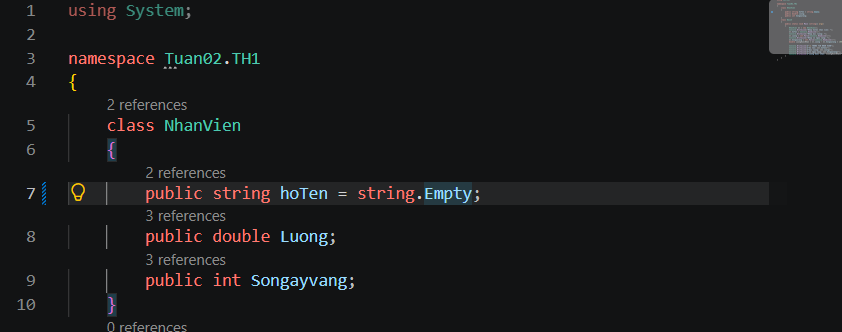 1 using System;
2
3 namespace Tuan02.TH1
4 {
2 references
5 class NhanVien
6 {
2 references
7 public string hoTen = string.Empty;
3 references
8 public double Luong;
3 references
9 public int Songayvang;
10 }
0 references